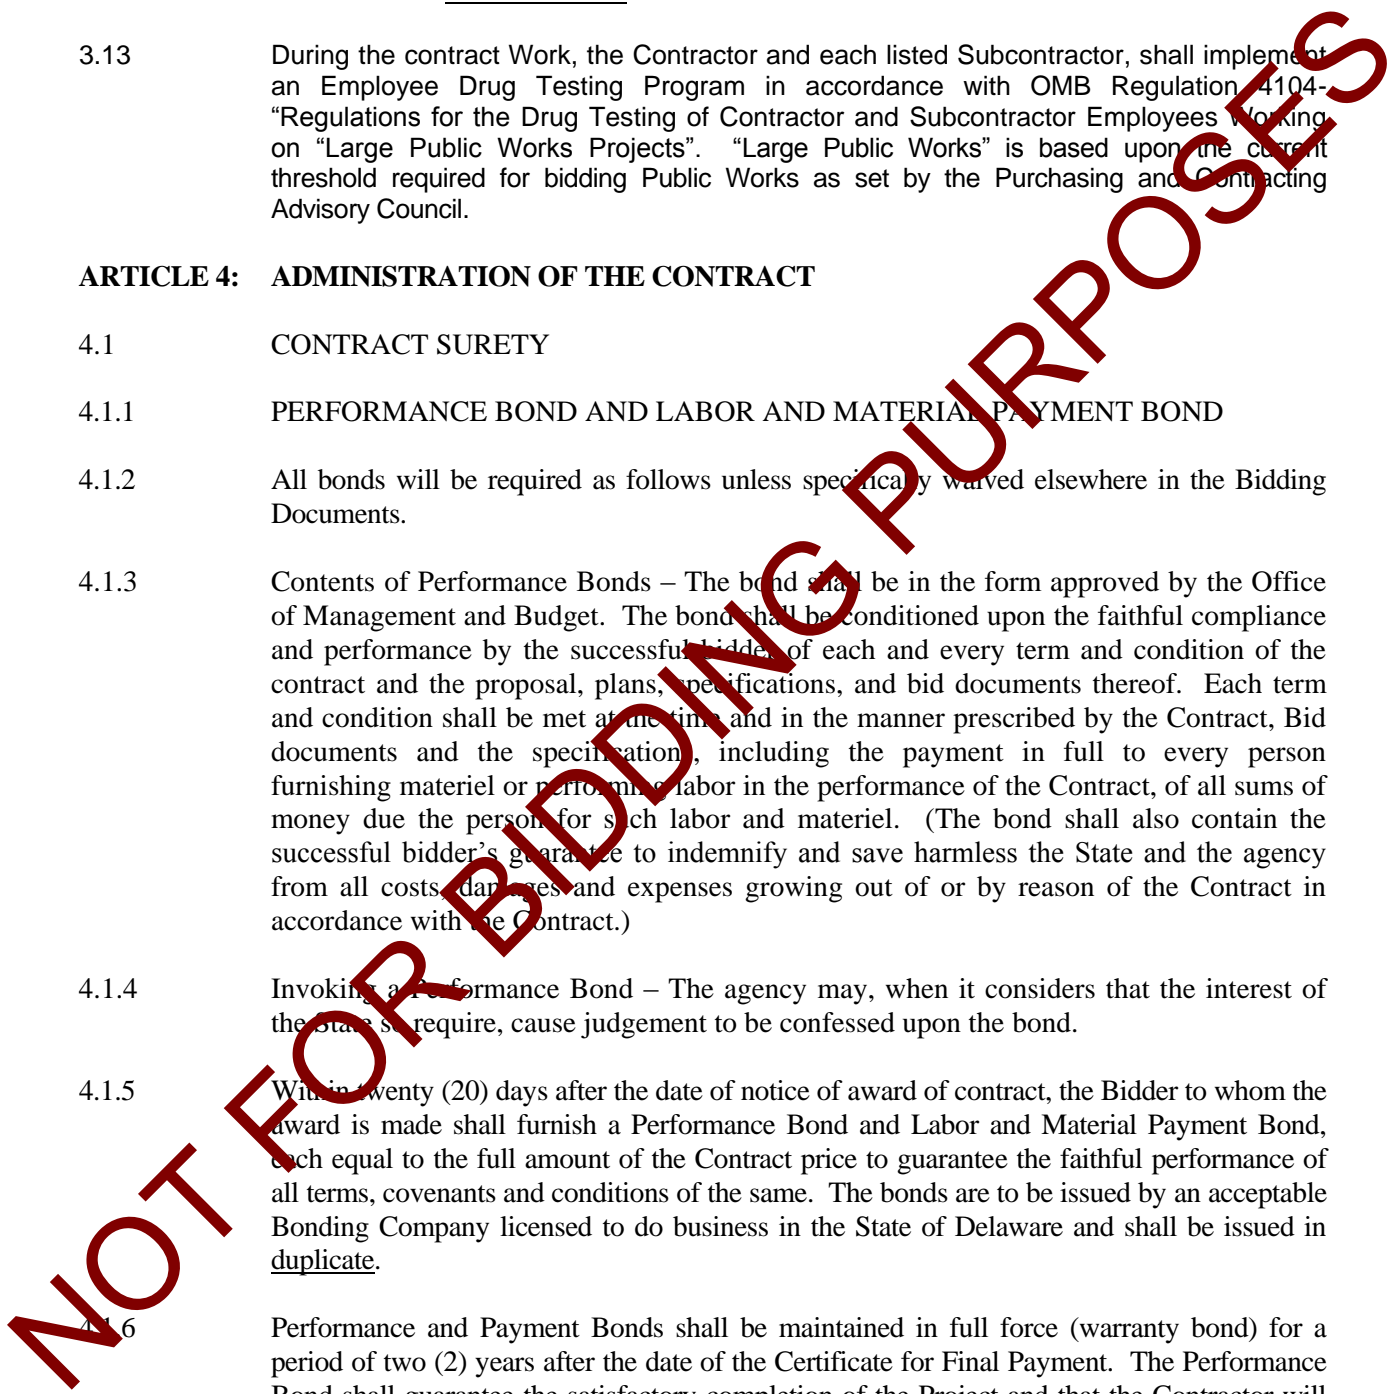 3.13 During the contract Work, the Contractor and each listed Subcontractor, shall implement
an Employee Drug Testing Program in accordance with OMB Regulation 4104-
“Regulations for the Drug Testing of Contractor and Subcontractor Employees Working
on “Large Public Works Projects”. “Large Public Works” is based upon the current
threshold required for bidding Public Works as set by the Purchasing and Contracting
Advisory Council.
ARTICLE 4: ADMINISTRATION OF THE CONTRACT
4.1 CONTRACT SURETY
4.1.1 PERFORMANCE BOND AND LABOR AND MATERIAL PAYMENT BOND
4.1.2 All bonds will be required as follows unless specifically waived elsewhere in the Bidding
Documents.
4.1.3 Contents of Performance Bonds – The bond shall be in the form approved by the Office
of Management and Budget. The bond shall be conditioned upon the faithful compliance
and performance by the successful bidder of each and every term and condition of the
contract and the proposal, plans, specifications, and bid documents thereof. Each term
and condition shall be met at the time and in the manner prescribed by the Contract, Bid
documents and the specifications, including the payment in full to every person
furnishing materiel or performing labor in the performance of the Contract, of all sums of
money due the person for such labor and materiel. (The bond shall also contain the
successful bidder’s guarantee to indemnify and save harmless the State and the agency
from all costs, damages and expenses growing out of or by reason of the Contract in
accordance with the Contract.)
4.1.4 Invoking a Performance Bond – The agency may, when it considers that the interest of
the State so require, cause judgement to be confessed upon the bond.
4.1.5 Within twenty (20) days after the date of notice of award of contract, the Bidder to whom the
award is made shall furnish a Performance Bond and Labor and Material Payment Bond,
each equal to the full amount of the Contract price to guarantee the faithful performance of
all terms, covenants and conditions of the same. The bonds are to be issued by an acceptable
Bonding Company licensed to do business in the State of Delaware and shall be issued in
duplicate.
4.1.6 Performance and Payment Bonds shall be maintained in full force (warranty bond) for a
period of two (2) years after the date of the Certificate for Final Payment. The Performance
Bond shall guarantee the satisfactory completion of the Project and that the Contractor will
NOT FOR BIDDING PURPOSES